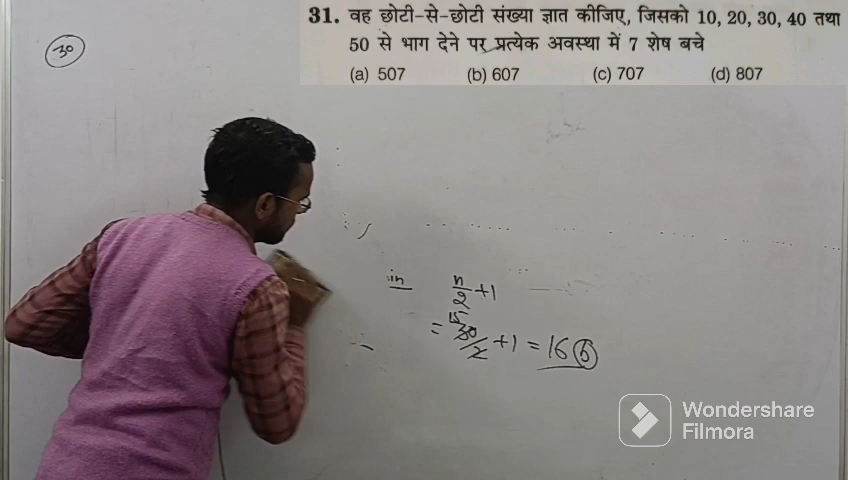 31. वह छोटी-से-छोटी संख्या ज्ञात कीजिए, जिसको 10, 20, 30, 40 तथा
50 से भाग देने पर प्रत्येक अवस्था में 7 शेष बचे
(a) 507 (b) 607 (c) 707 (d) 807
30
in n/2 + 1
= 30/2 + 1 = 16 (b)
Wondershare
Filmora